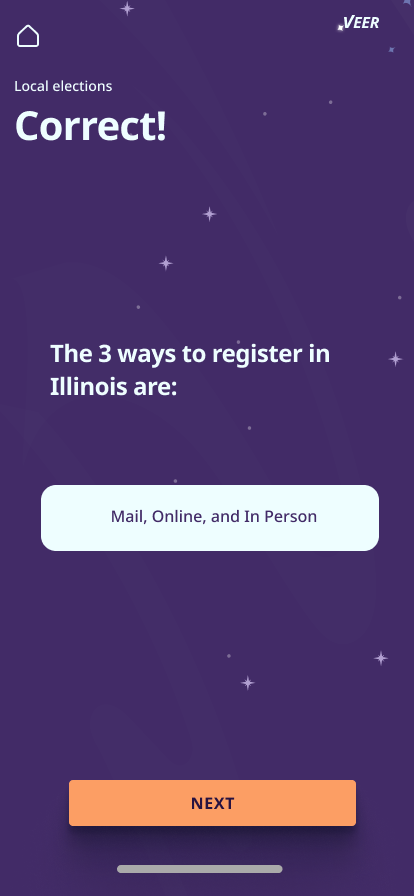 VEER
Local elections
Correct!
The 3 ways to register in
Illinois are:
Mail, Online, and In Person
NEXT